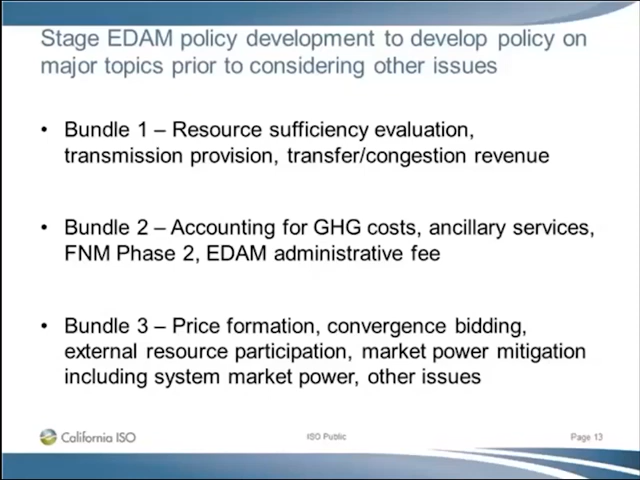 Stage EDAM policy development to develop policy on
major topics prior to considering other issues
• Bundle 1 – Resource sufficiency evaluation,
transmission provision, transfer/congestion revenue
• Bundle 2 – Accounting for GHG costs, ancillary services,
FNM Phase 2, EDAM administrative fee
• Bundle 3 – Price formation, convergence bidding,
external resource participation, market power mitigation
including system market power, other issues
California ISO
ISO Public
Page 13